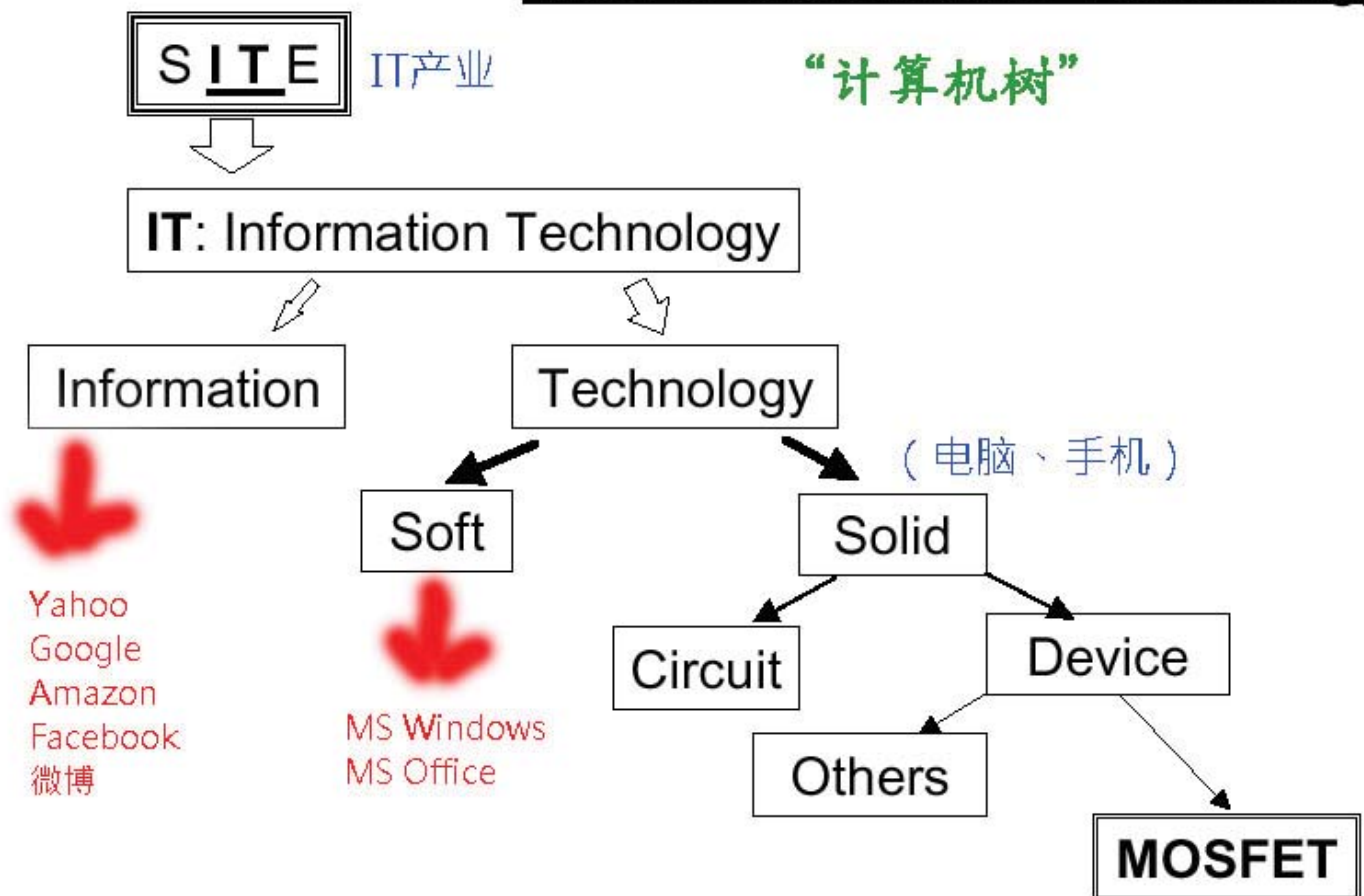 SITE IT产业
“计算机树”
IT: Information Technology
Information
Technology
(电脑、手机)
Soft
Solid
Yahoo
Google
Amazon
Facebook
微博
MS Windows
MS Office
Circuit
Device
Others
MOSFET